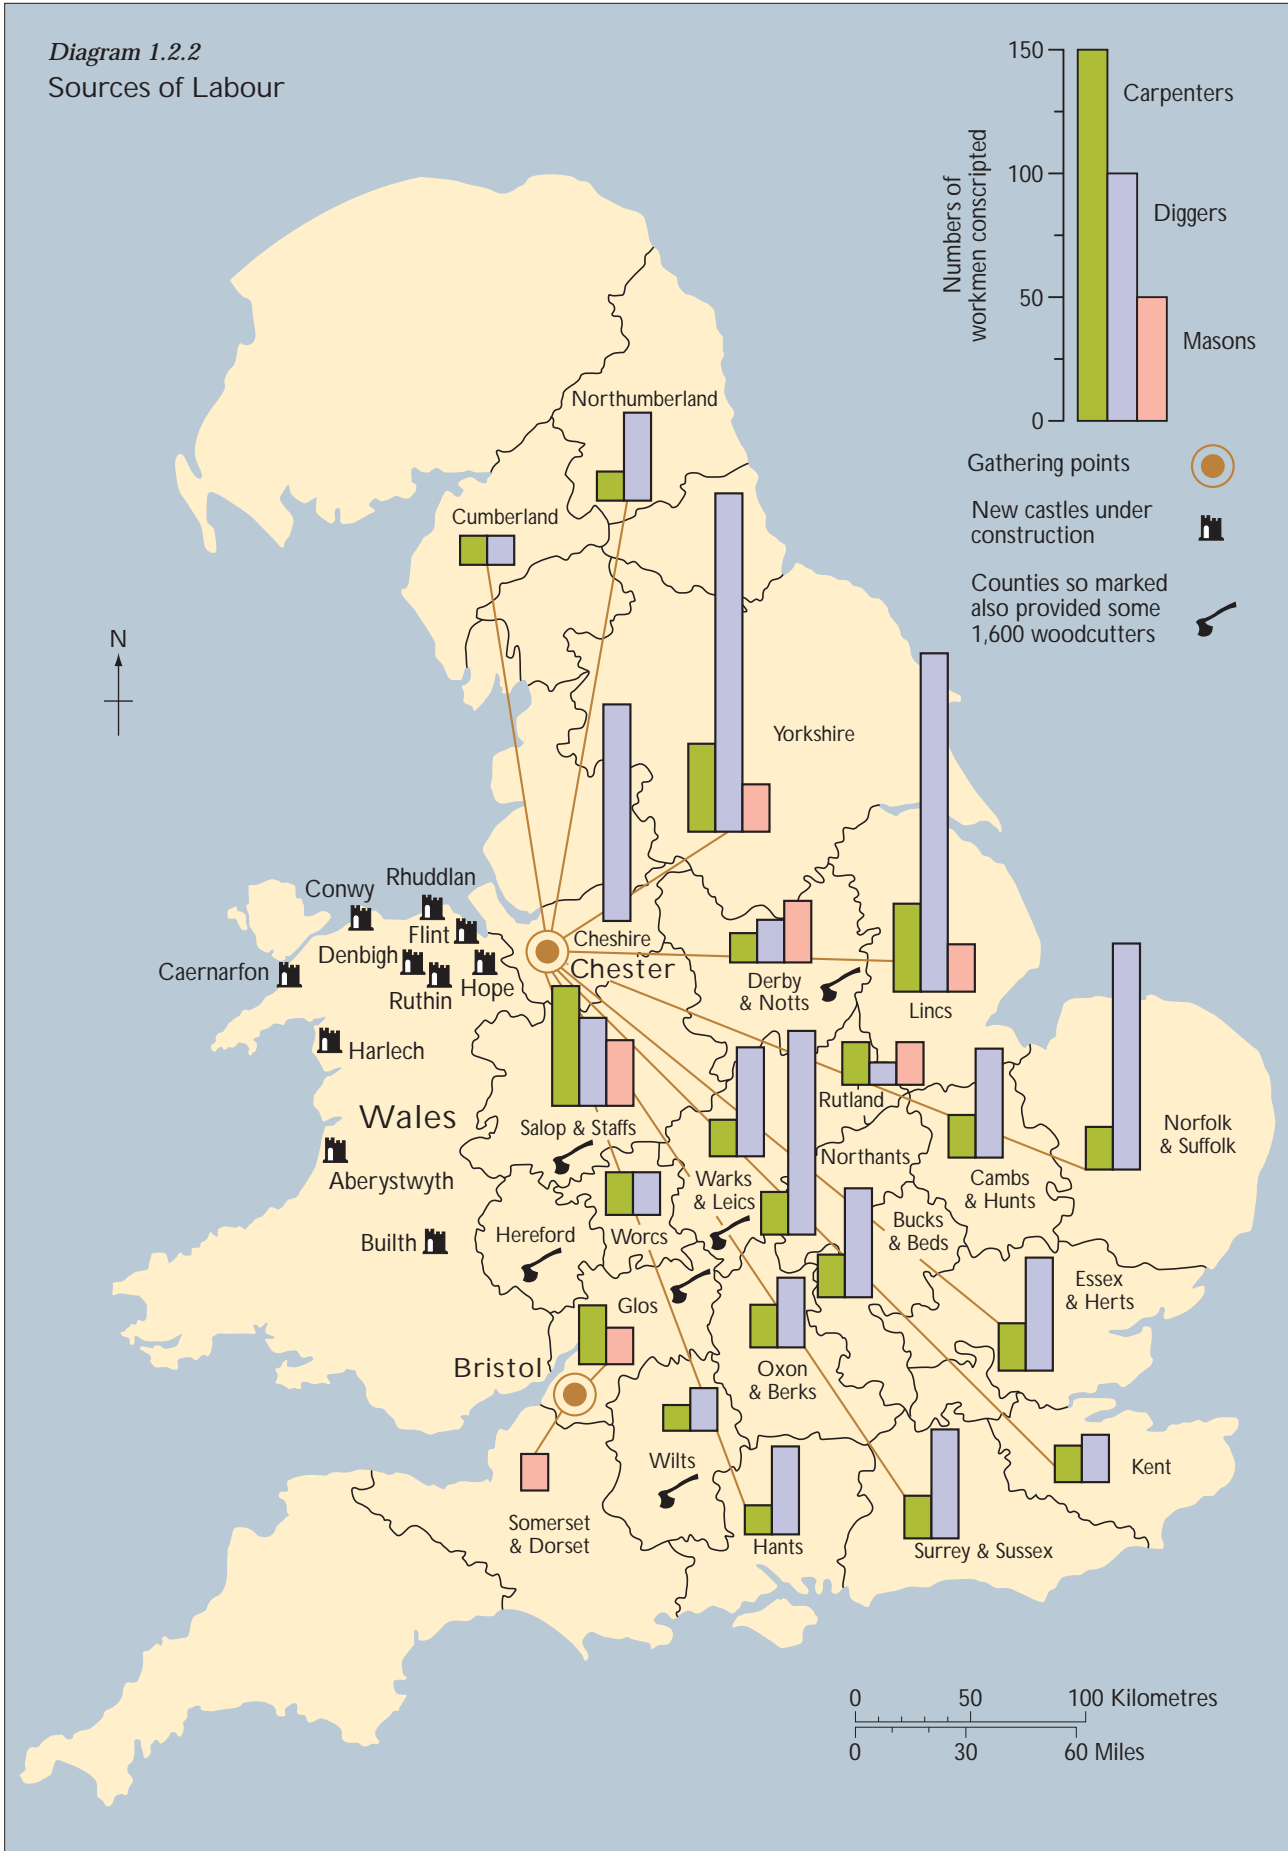 Diagram 1.2.2
Sources of Labour
150
100
50
0
Numbers of
workmen conscripted
Carpenters
Diggers
Masons
Gathering points
New castles under
construction
Counties so marked
also provided some
1,600 woodcutters
N
Northumberland
Cumberland
Yorkshire
Rhuddlan
Conwy
Flint
Denbigh
Caernarfon
Ruthin
Hope
Harlech
Wales
Aberystwyth
Builth
Cheshire
Chester
Derby
& Notts
Lincs
Rutland
Salop & Staffs
Warks
& Leics
Northants
Cambs
& Hunts
Norfolk
& Suffolk
Hereford
Worcs
Bucks
& Beds
Glos
Essex
& Herts
Bristol
Oxon
& Berks
Wilts
Kent
Somerset
& Dorset
Hants
Surrey & Sussex
0 50 100 Kilometres
0 30 60 Miles